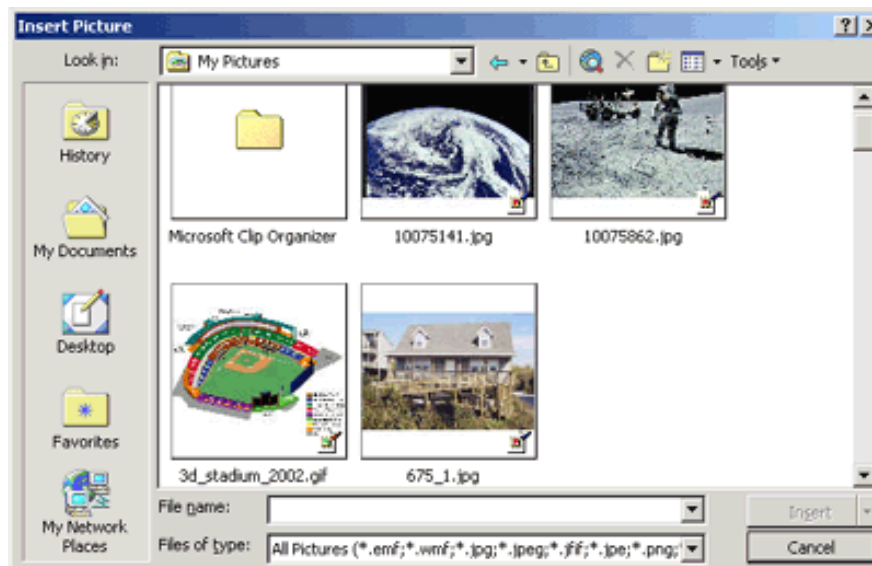 Insert Picture
Look in:
My Pictures
Tools
History
My Documents
Desktop
Favorites
My Network
Places
Microsoft Clip Organizer
10075141.jpg
10075862.jpg
3d_stadium_2002.gif
675_1.jpg
File name:
Insert
Files of type:
All Pictures (*.emf;*.wmf;*.jpg;*.jpeg;*.jfif;*.jpe;*.png;
Cancel